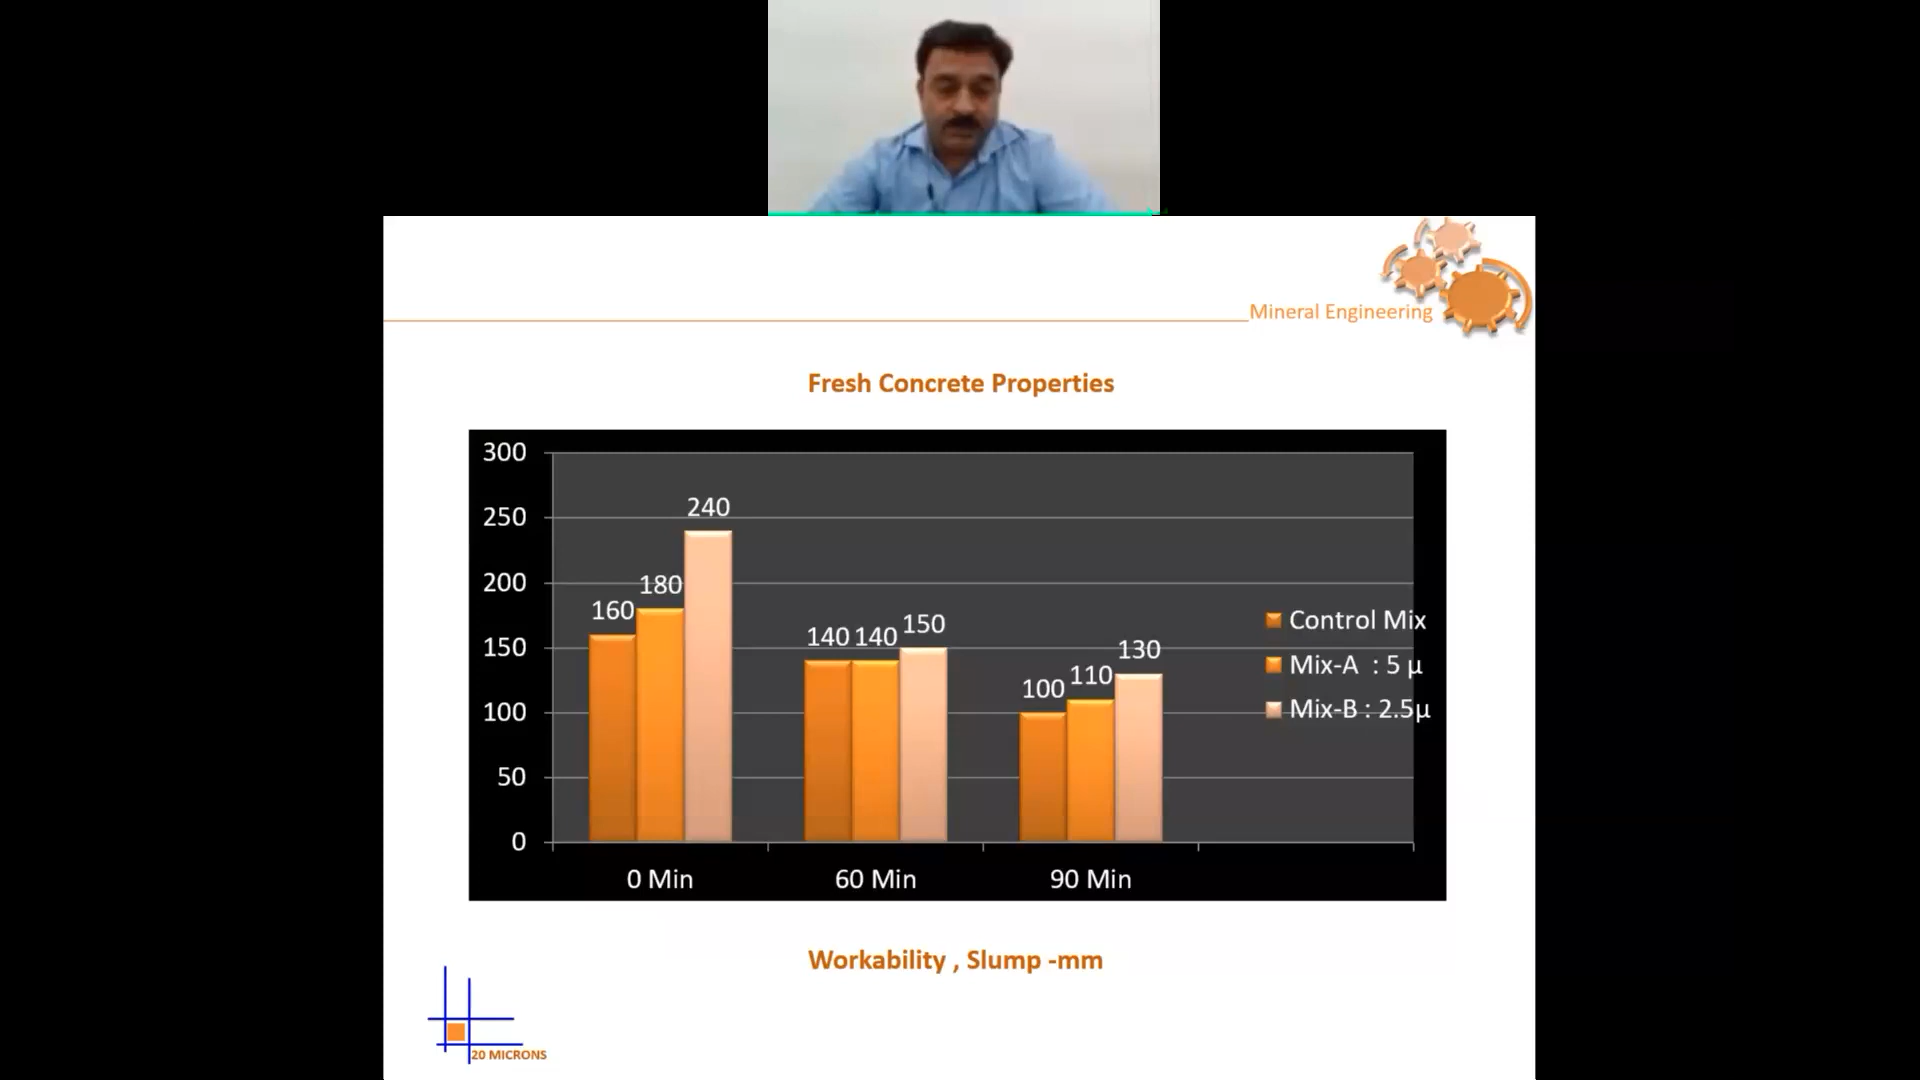 Mineral Engineering
Fresh Concrete Properties
300
250
200
150
100
50
0
160 180 240
140 140 150
100 110 130
0 Min 60 Min 90 Min
Control Mix
Mix-A : 5 µ
Mix-B : 2.5µ
Workability , Slump -mm
20 MICRONS